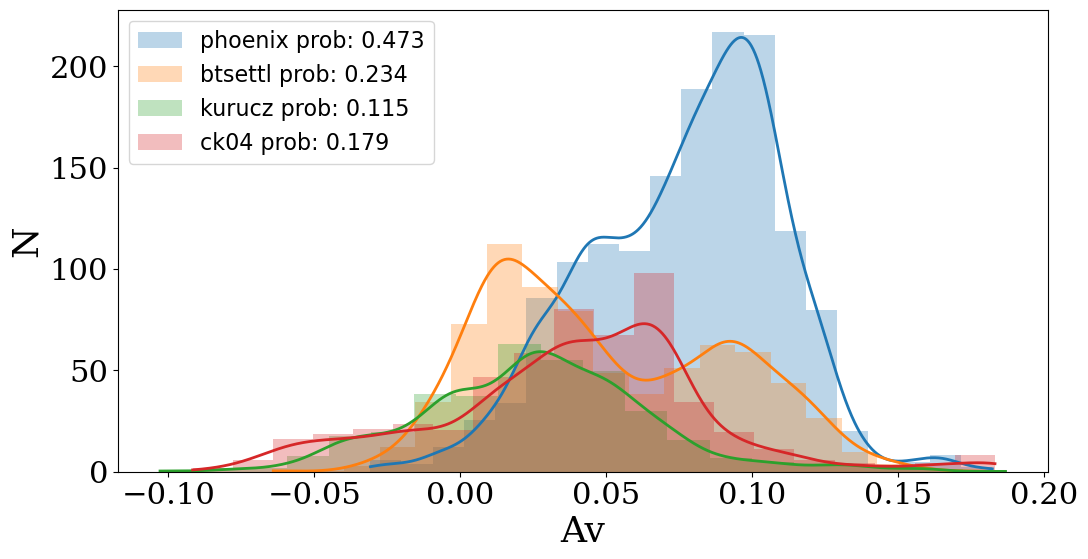 phoenix prob: 0.473
btsettl prob: 0.234
kurucz prob: 0.115
ck04 prob: 0.179
200
150
100
50
0
N
−0.10 −0.05 0.00 0.05 0.10 0.15 0.20
Av